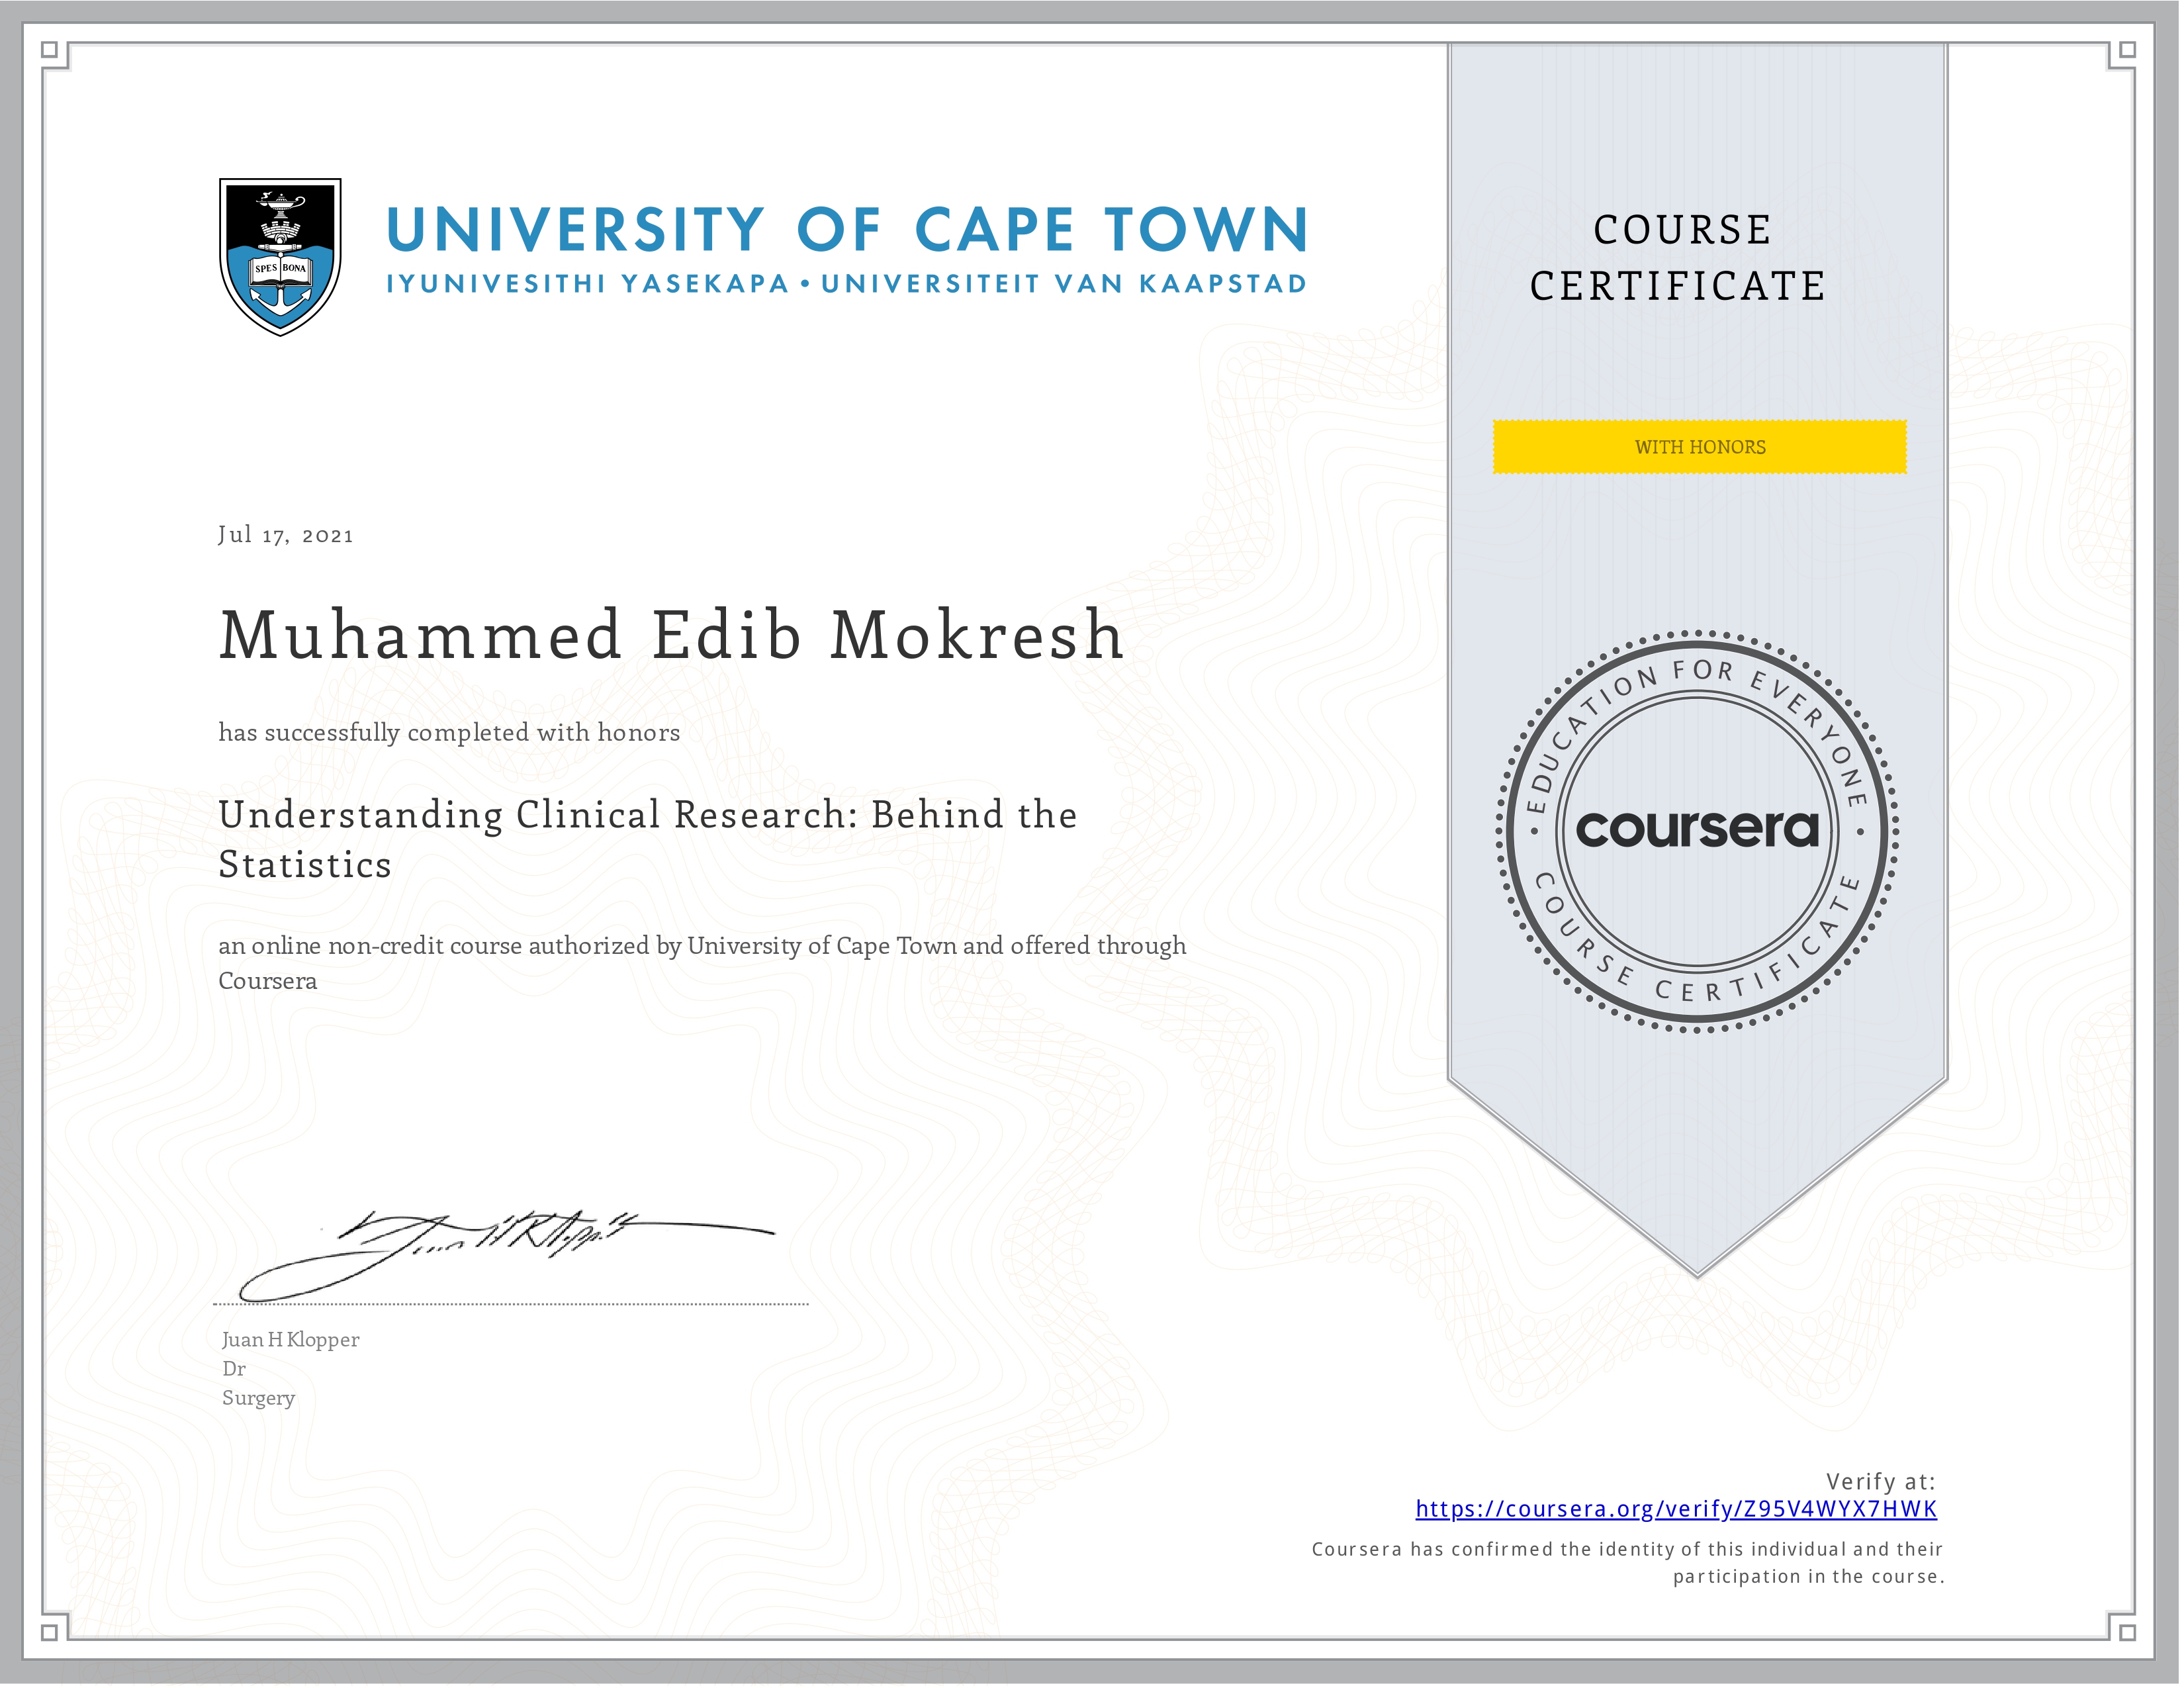 SPES BONA
UNIVERSITY OF CAPE TOWN
IYUNIVESITHI YASEKAPA • UNIVERSITEIT VAN KAAPSTAD
COURSE
CERTIFICATE
WITH HONORS
Jul 17, 2021
Muhammed Edib Mokresh
has successfully completed with honors
Understanding Clinical Research: Behind the
Statistics
an online non-credit course authorized by University of Cape Town and offered through
Coursera
EDUCATION FOR EVERYONE
coursera
COURSE CERTIFICATE
Juan H Klopper
Dr
Surgery
Verify at:
https://coursera.org/verify/Z95V4WYX7HWK
Coursera has confirmed the identity of this individual and their
participation in the course.